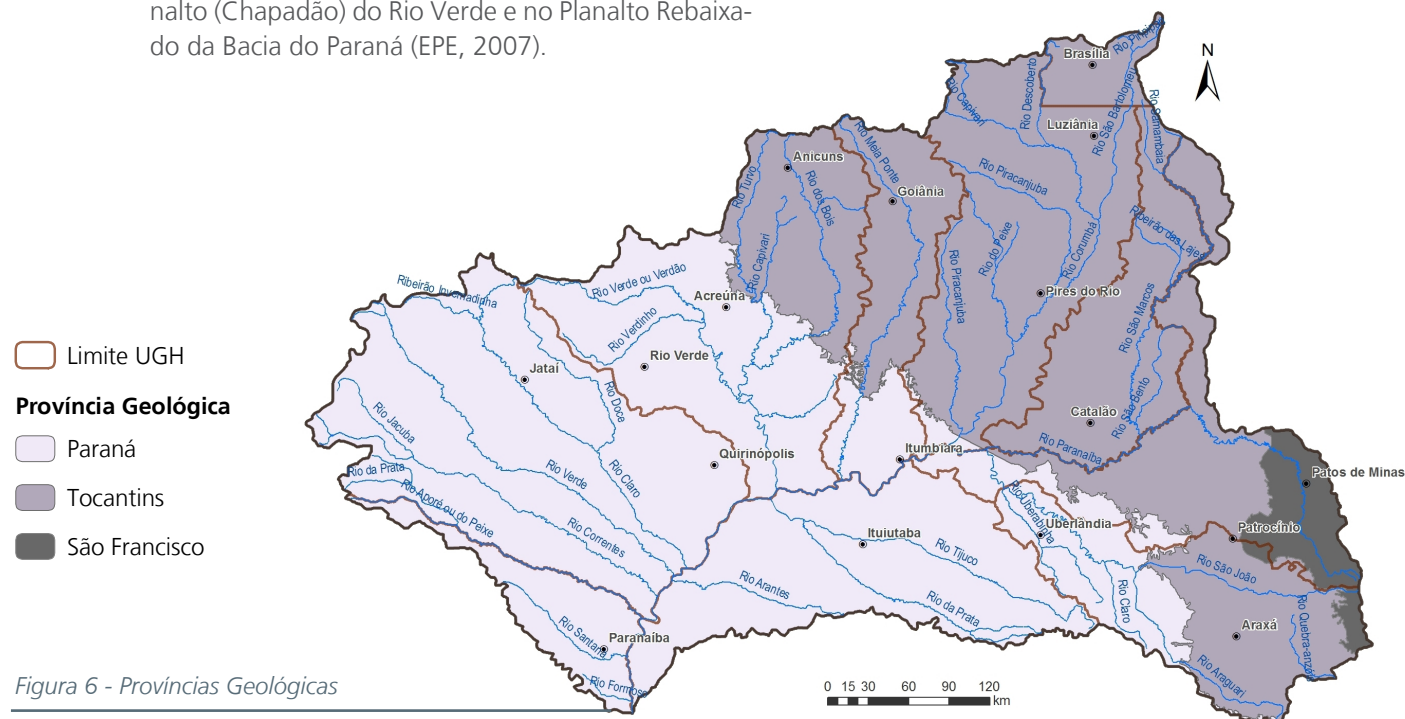 nalto (Chapadão) do Rio Verde e no Planalto Rebaixa-
do da Bacia do Paraná (EPE, 2007).
N
Brasília
Rio Descoberto
Rio São Bartolomeu
Rio Samambaia
Rio Capivari
Luziânia
Anicuns
Rio Meia Ponte
Rio Turvo
Rio dos Bois
Goiânia
Rio Piracanjuba
Ribeirão das Lajes
Rio Capivari
Rio Piracanjuba
Rio do Peixe
Rio Corumbá
Pires do Rio
Rio São Marcos
Ribeirão Invernadinha
Rio Verde ou Verdão
Acreúna
Rio Verdinho
Rio Verde
Jataí
Rio Doce
Rio São Bento
Catalão
Rio Paranaíba
Rio Jacuba
Rio da Prata
Rio Aporé ou do Peixe
Rio Verde
Rio Claro
Rio Correntes
Quirinópolis
Itumbiara
Patos de Minas
Patrocínio
Rio Uberabinha
Uberlândia
Ituiutaba
Rio Tijuco
Rio Arantes
Rio da Prata
Rio Claro
Rio São João
Rio Quebra-anzol
Araxá
Rio Araguari
Rio Santana
Paranaíba
Rio Formoso
Limite UGH
Província Geológica
Paraná
Tocantins
São Francisco
0 15 30 60 90 120
km
Figura 6 - Províncias Geológicas